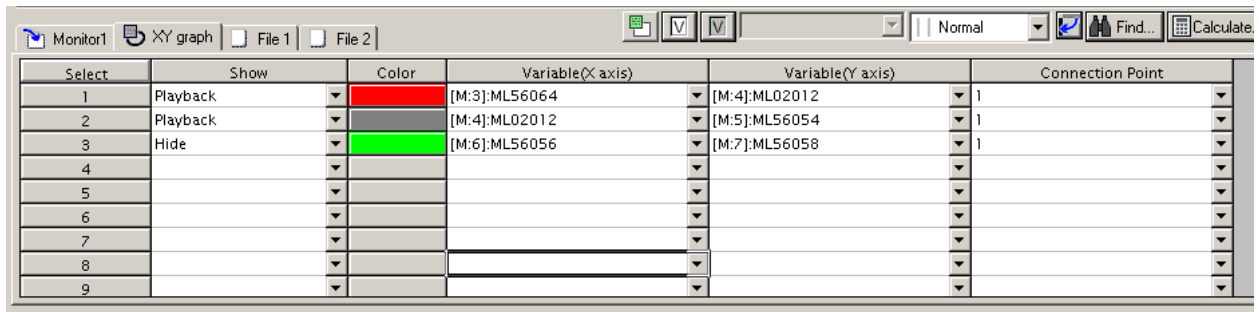 Monitor1 XY graph File 1 File 2 V V Normal Find... Calculate.
Select Show Color Variable(X axis) Variable(Y axis) Connection Point
1 Playback [M:3]:ML56064 [M:4]:ML02012 1
2 Playback [M:4]:ML02012 [M:5]:ML56054 1
3 Hide [M:6]:ML56056 [M:7]:ML56058 1
4
5
6
7
8
9